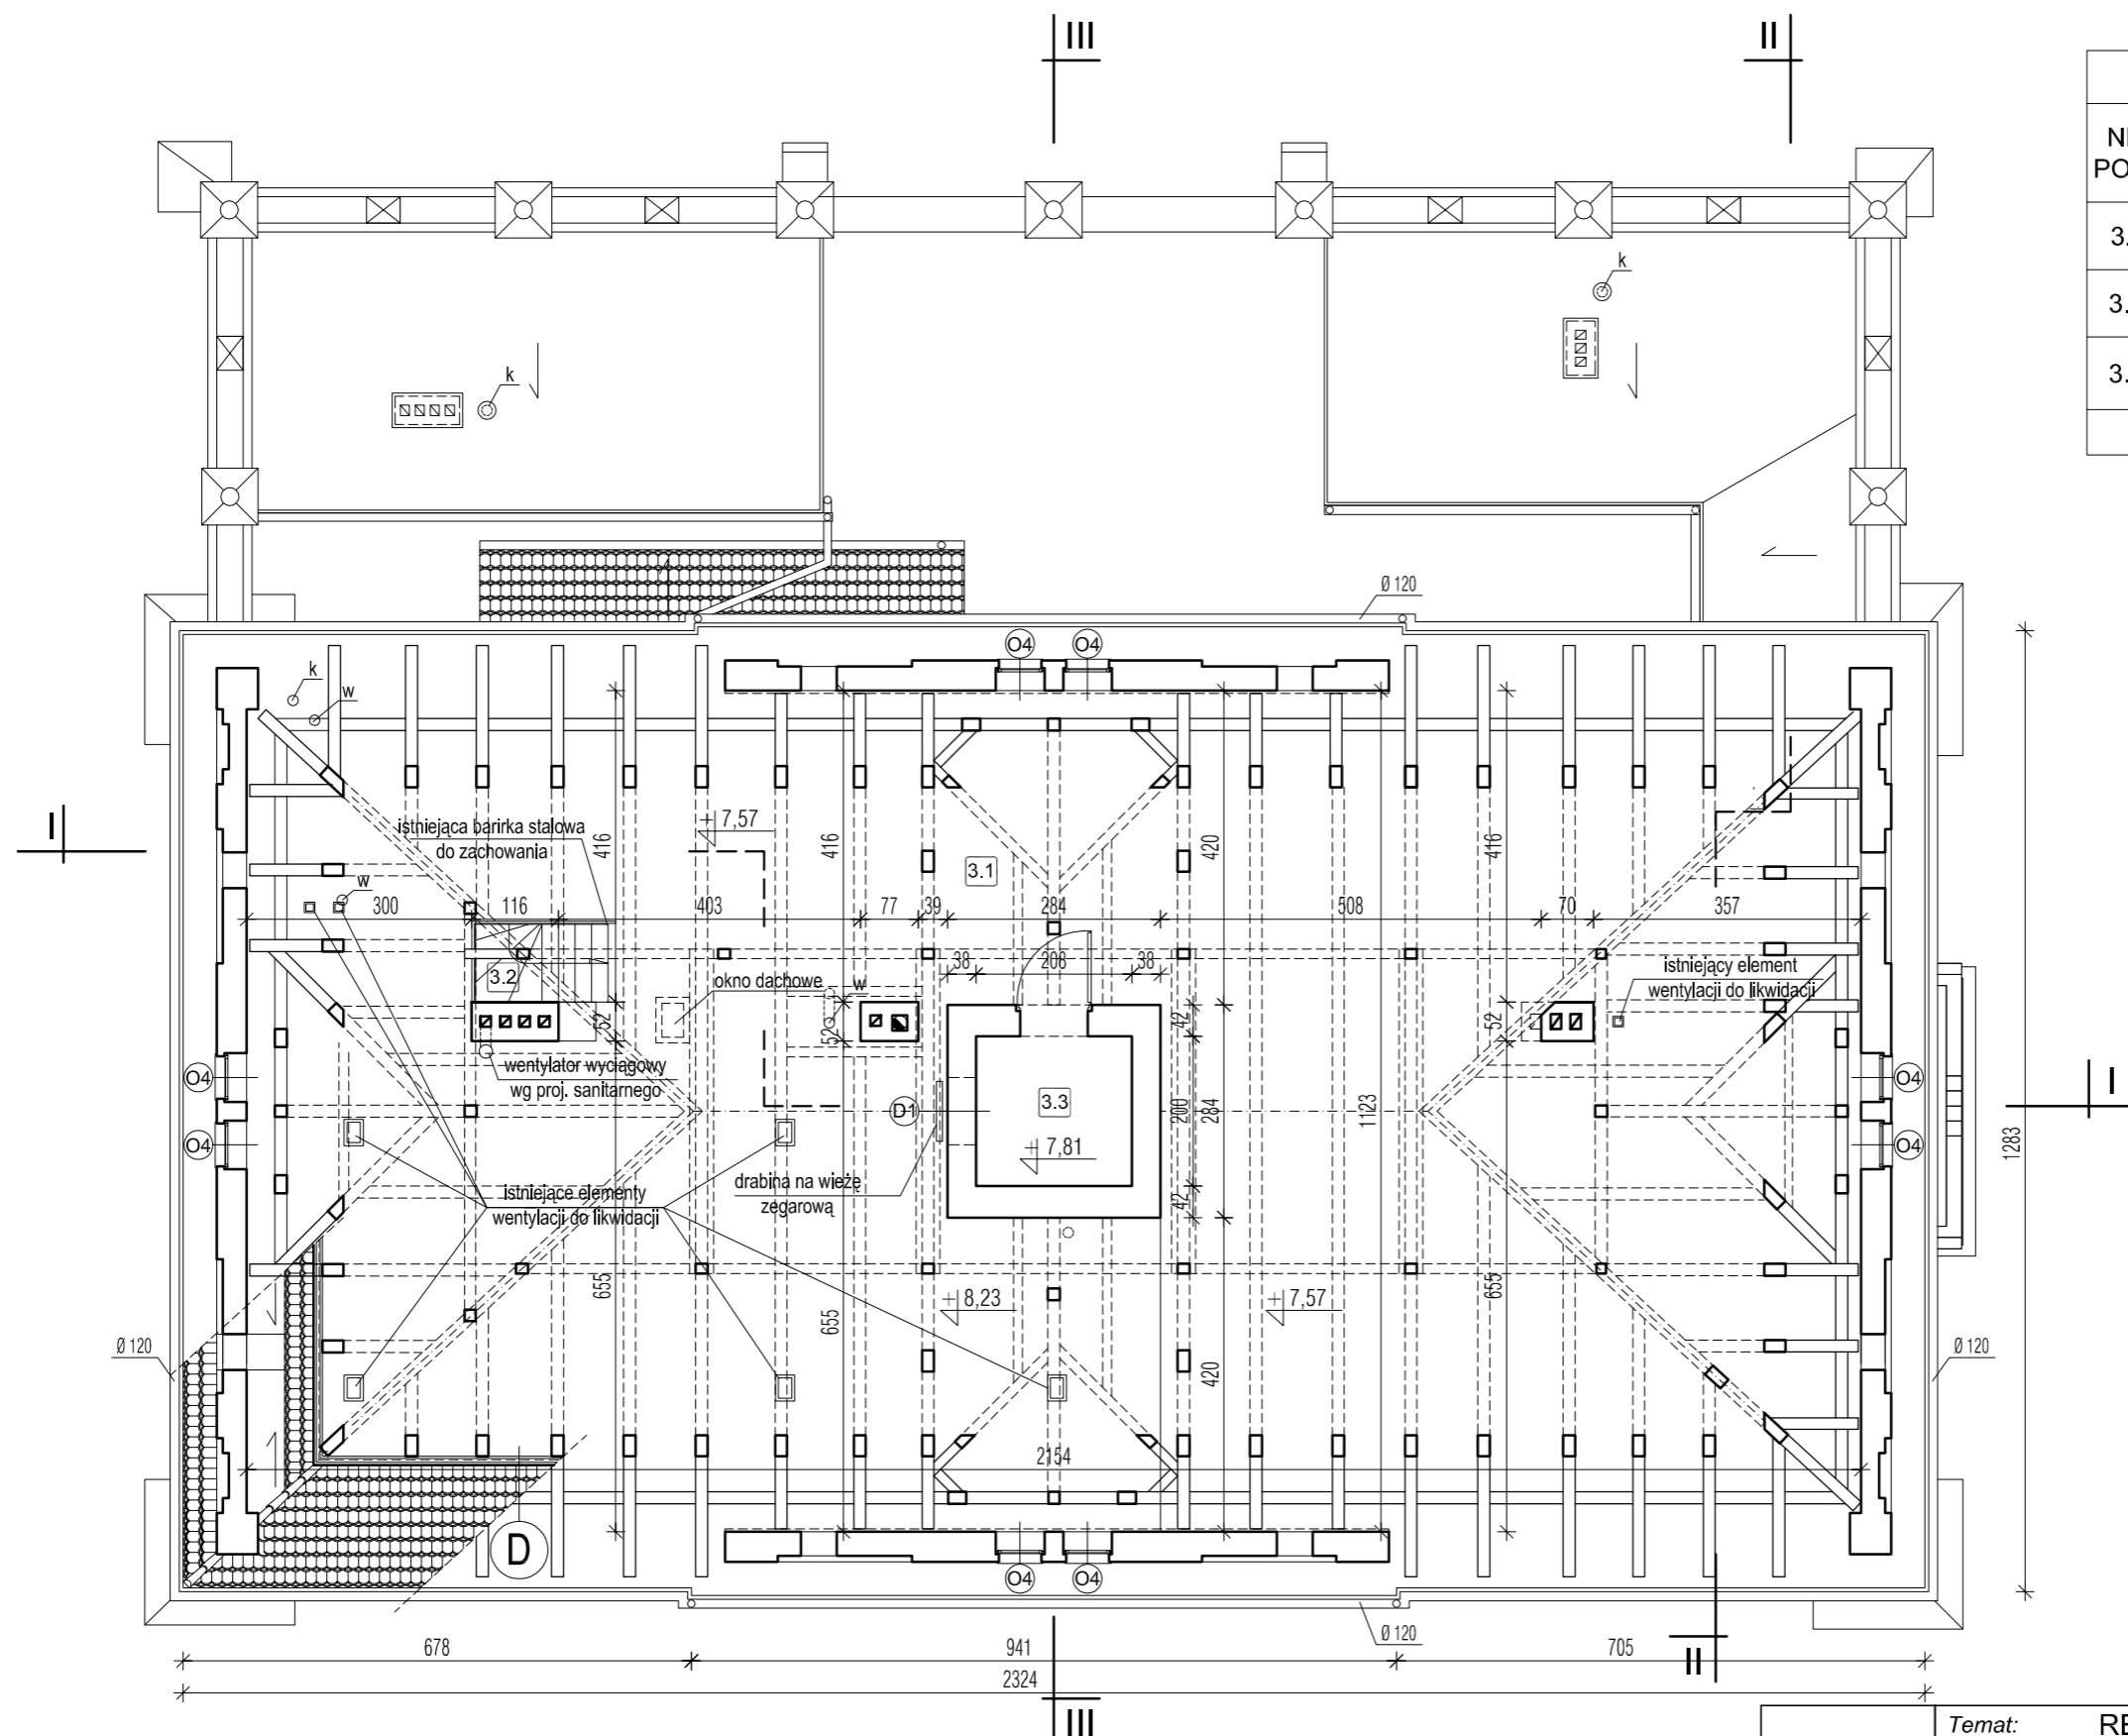 III
II
k
k
Ø 120
O4
O4
k
w
I
istniejąca barirka stalowa
do zachowania
416
+ 7,57
416
420
416
3.1
w
300
116
403
77
39
284
508
70
357
38
208
38
3.2
okno dachowe
w
istniejący element
wentylacji do likwidacji
52
52
42
52
wentylator wyciągowy
wg proj. sanitarnego
O4
O4
D1
3.3
200
284
1123
O4
O4
I
1283
+ 7,81
drabina na wieżę
zegarową
42
istniejące elementy
wentylacji do likwidacji
655
655
+ 8,23
+ 7,57
655
Ø 120
Ø 120
420
2154
D
O4
O4
Ø 120
678
941
705
II
2324
III
3.
3.
3.
Temat: